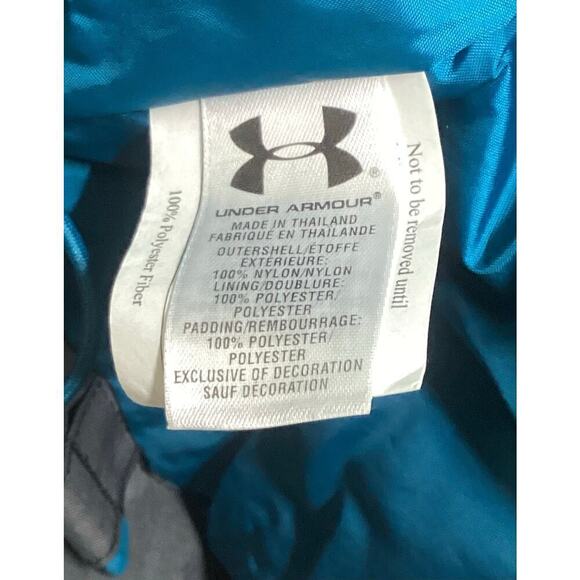 UNDER ARMOUR®
MADE IN THAILAND
FABRIQUE EN THAILANDE
OUTERSHELL/ÉTOFFE
EXTÉRIEURE:
100% NYLON/NYLON
LINING/DOUBLURE:
100% POLYESTER/
POLYESTER
PADDING/REMBOURRAGE:
100% POLYESTER/
POLYESTER
EXCLUSIVE OF DECORATION
SAUF DÉCORATION
100% Polyester Fiber
Not to be removed until